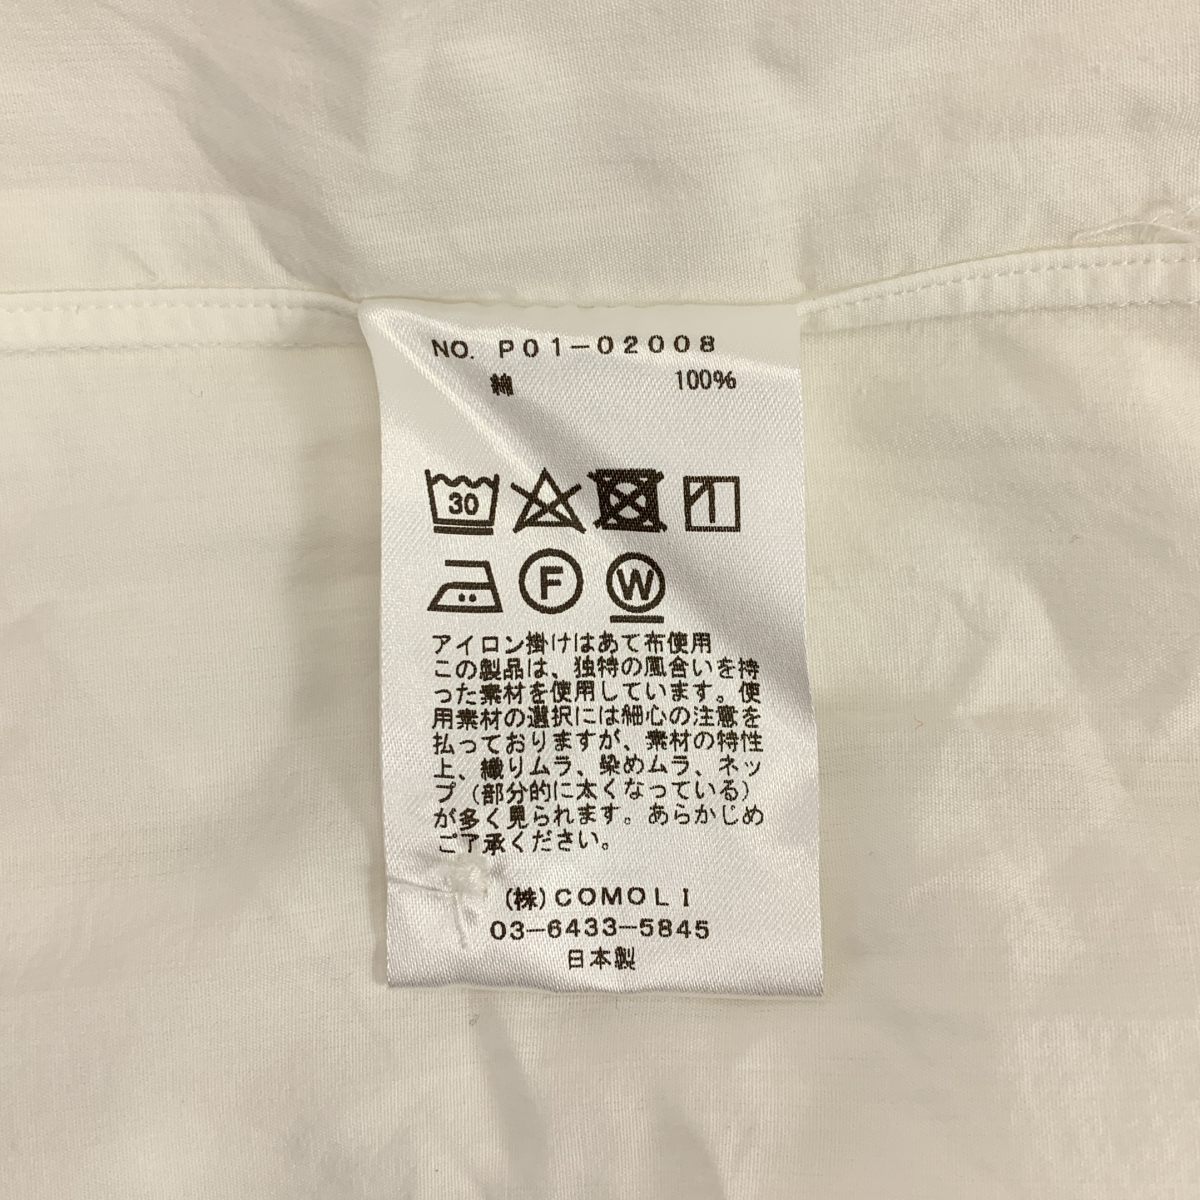 NO. P01-02008
綿 100%
30
F W
アイロン掛けはあて布使用
この製品は、独特の風合いを持
った素材を使用しています。使
用素材の選択には細心の注意を
払っておりますが、素材の特性
上、織りムラ、染めムラ、ネッ
プ（部分的に太くなっている）
が多く見られます。あらかじめ
ご了承ください。
(株)COMOLI
03-6433-5845
日本製